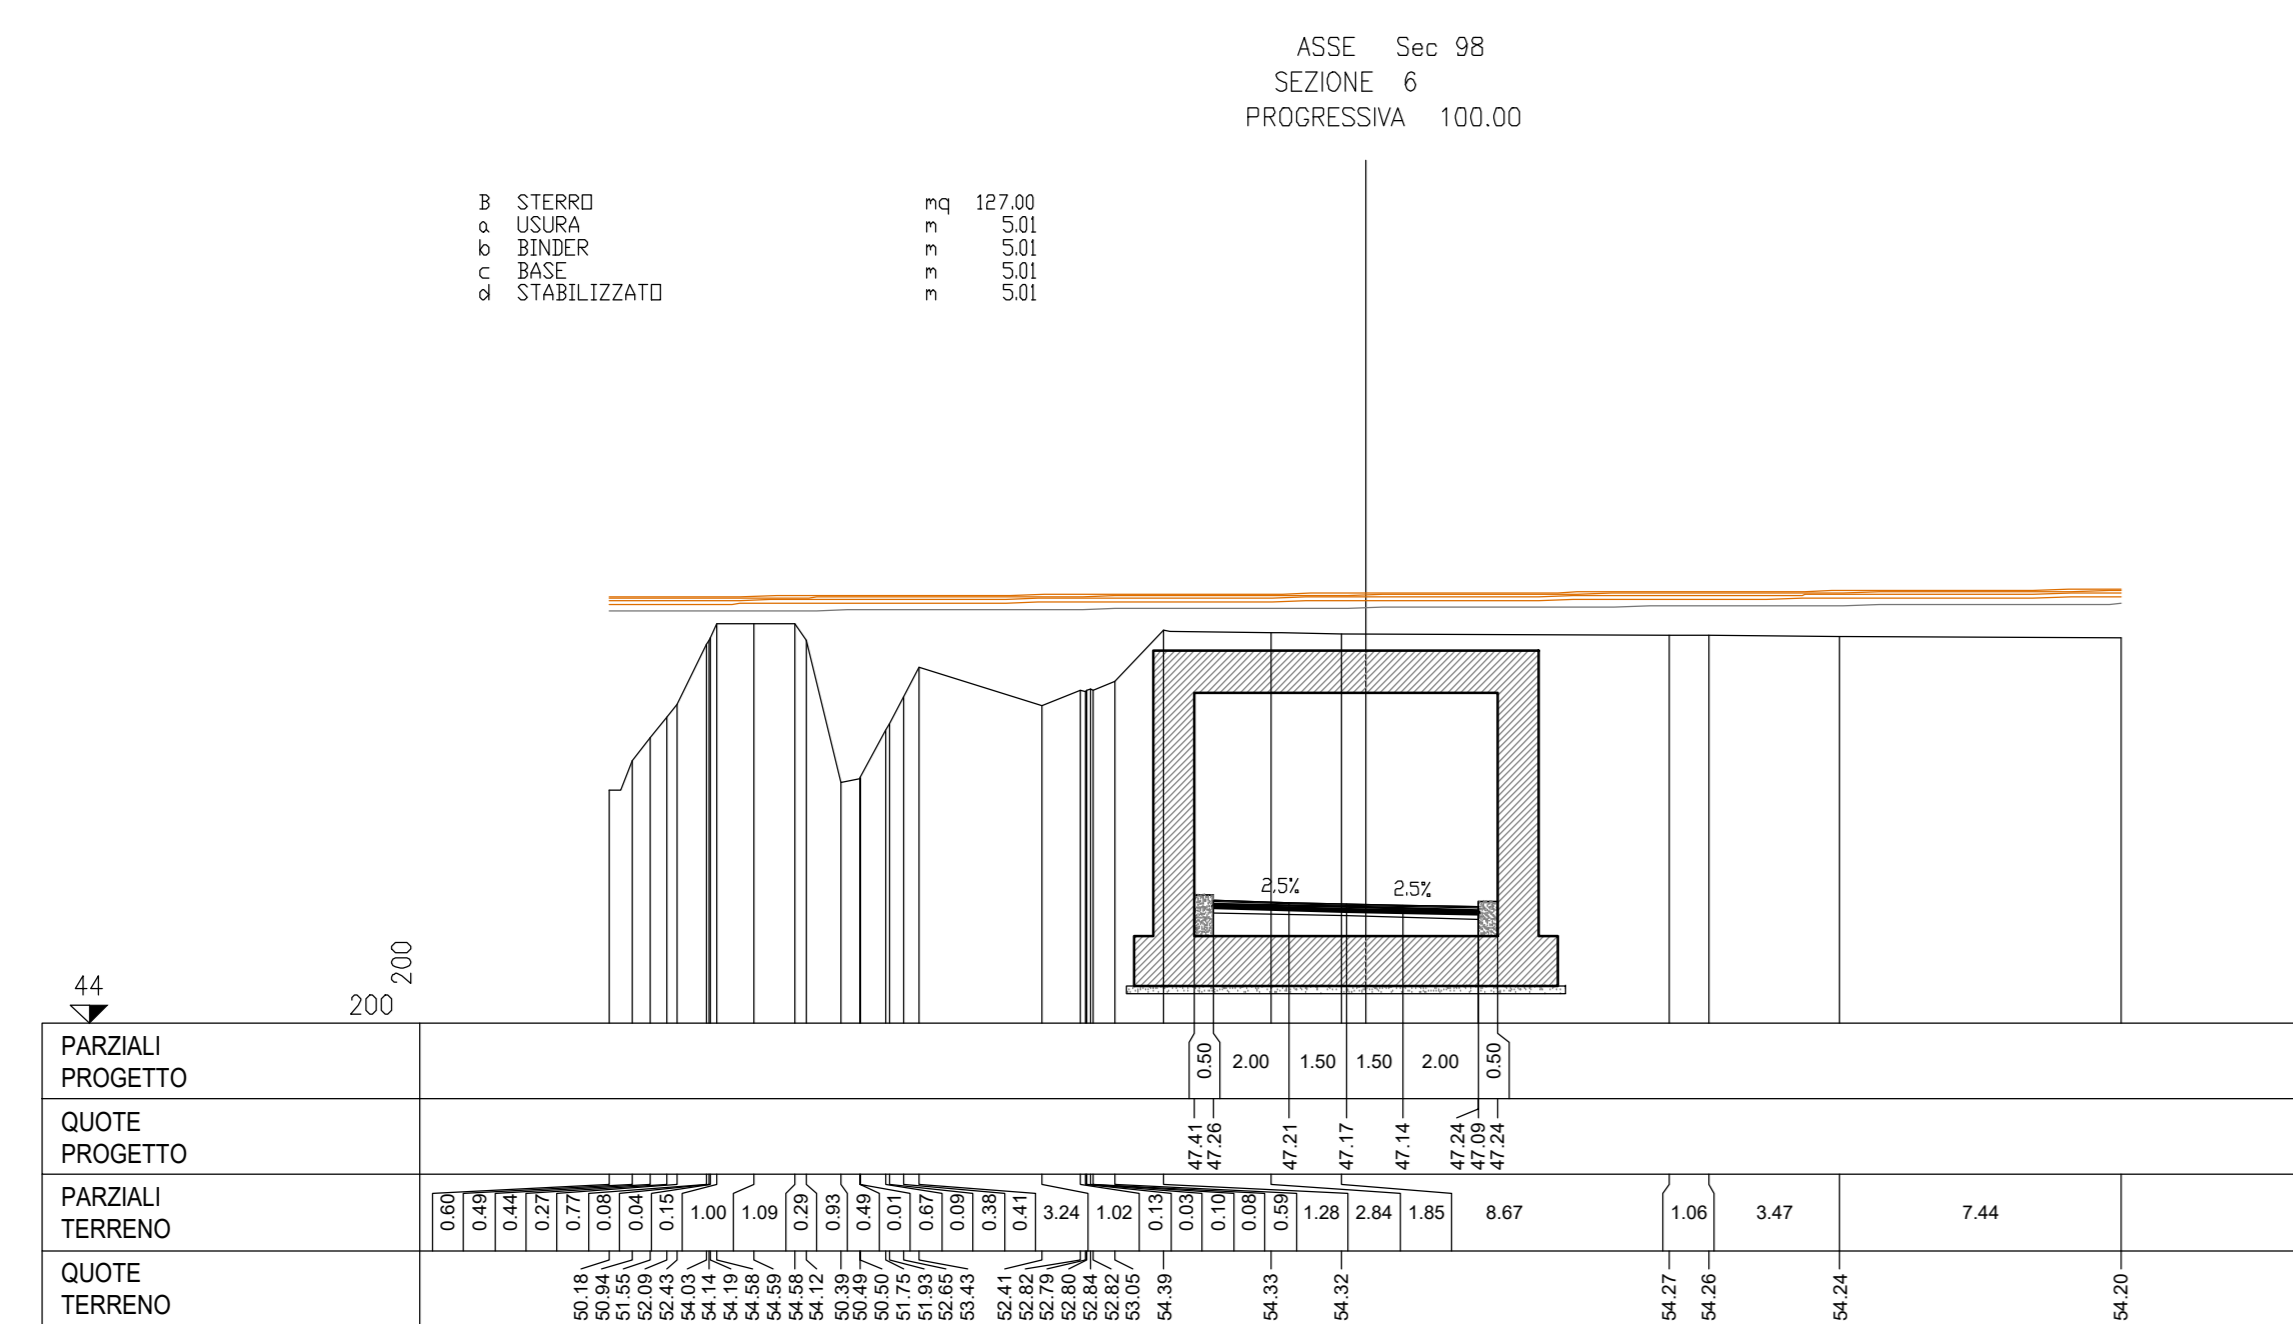 ASSE Sec 98
SEZIONE 6
PROGRESSIVA 100.00
B STERRO mq 127.00
a USURA m 5.01
b BINDER m 5.01
c BASE m 5.01
d STABILIZZATO m 5.01
2.5% 2.5%
44
200
200
PARZIALI
PROGETTO
0.50 2.00 1.50 1.50 2.00 0.50
QUOTE
PROGETTO
47.41 47.26 47.21 47.17 47.14 47.24 47.09 47.24
PARZIALI
TERRENO
0.60 0.49 0.44 0.27 0.77 0.08 0.04 0.15 1.00 1.09 0.29 0.93 0.49 0.01 0.67 0.09 0.38 0.41 3.24 1.02 0.13 0.03 0.10 0.08 0.59 1.28 2.84 1.85 8.67 1.06 3.47 7.44
QUOTE
TERRENO
50.18 50.94 51.55 52.09 52.43 54.03 54.14 54.19 54.58 54.59 54.58 54.12 50.39 50.49 50.50 51.75 51.93 52.65 53.43 52.41 52.82 52.79 52.80 52.84 52.82 53.05 54.39 54.33 54.32 54.27 54.26 54.24 54.20